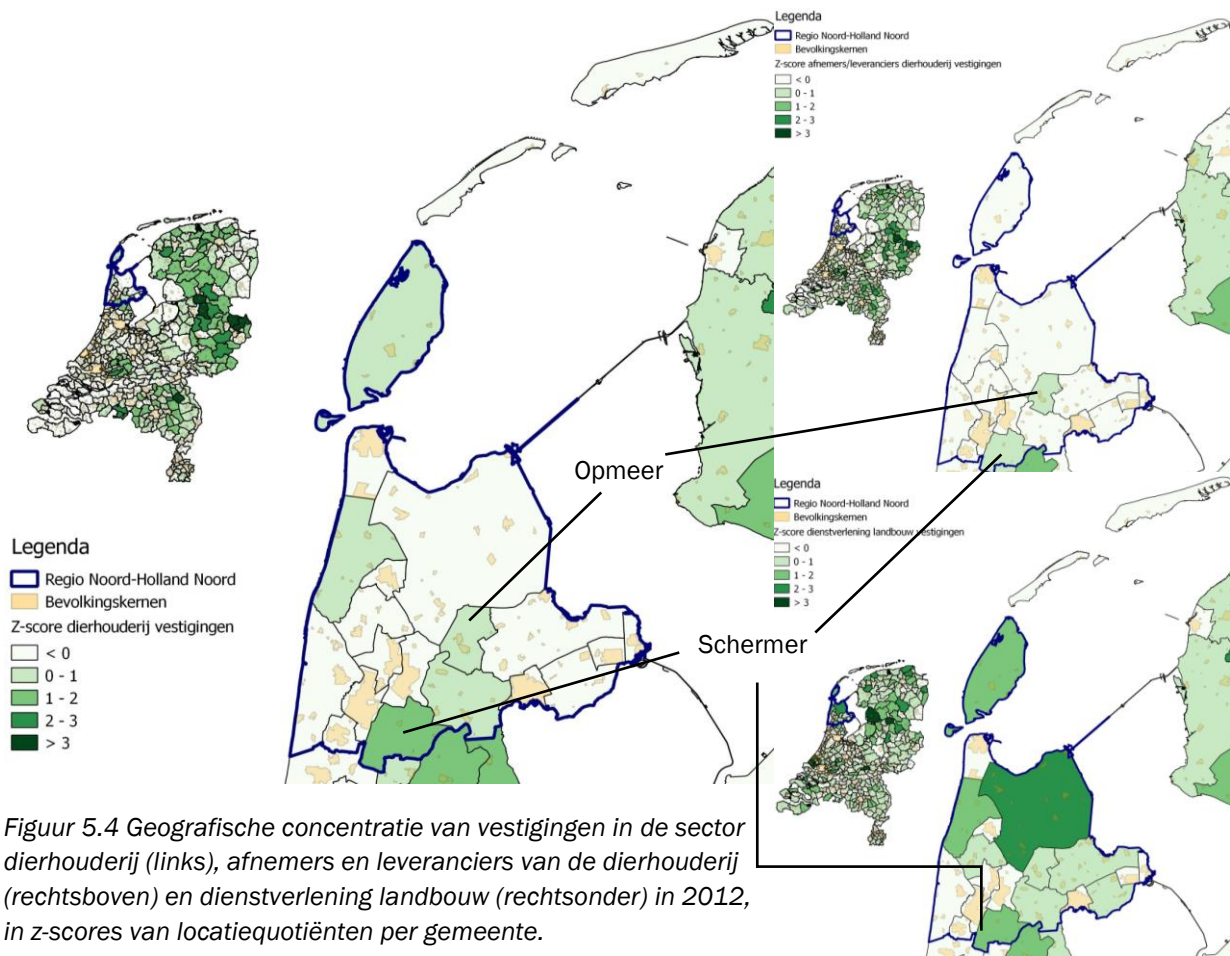 Legenda
Regio Noord-Holland Noord
Bevolkingskernen
Z-score afnemers/leveranciers dierhouderij vestigingen
< 0
0 - 1
1 - 2
2 - 3
> 3
Opmeer
Legenda
Regio Noord-Holland Noord
Bevolkingskernen
Z-score dienstverlening landbouw vestigingen
< 0
0 - 1
1 - 2
2 - 3
> 3
Legenda
Regio Noord-Holland Noord
Bevolkingskernen
Z-score dierhouderij vestigingen
< 0
0 - 1
1 - 2
2 - 3
> 3
Schermer
Figuur 5.4 Geografische concentratie van vestigingen in de sector
dierhouderij (links), afnemers en leveranciers van de dierhouderij
(rechtsboven) en dienstverlening landbouw (rechtsonder) in 2012,
in z-scores van locatiequotiënten per gemeente.